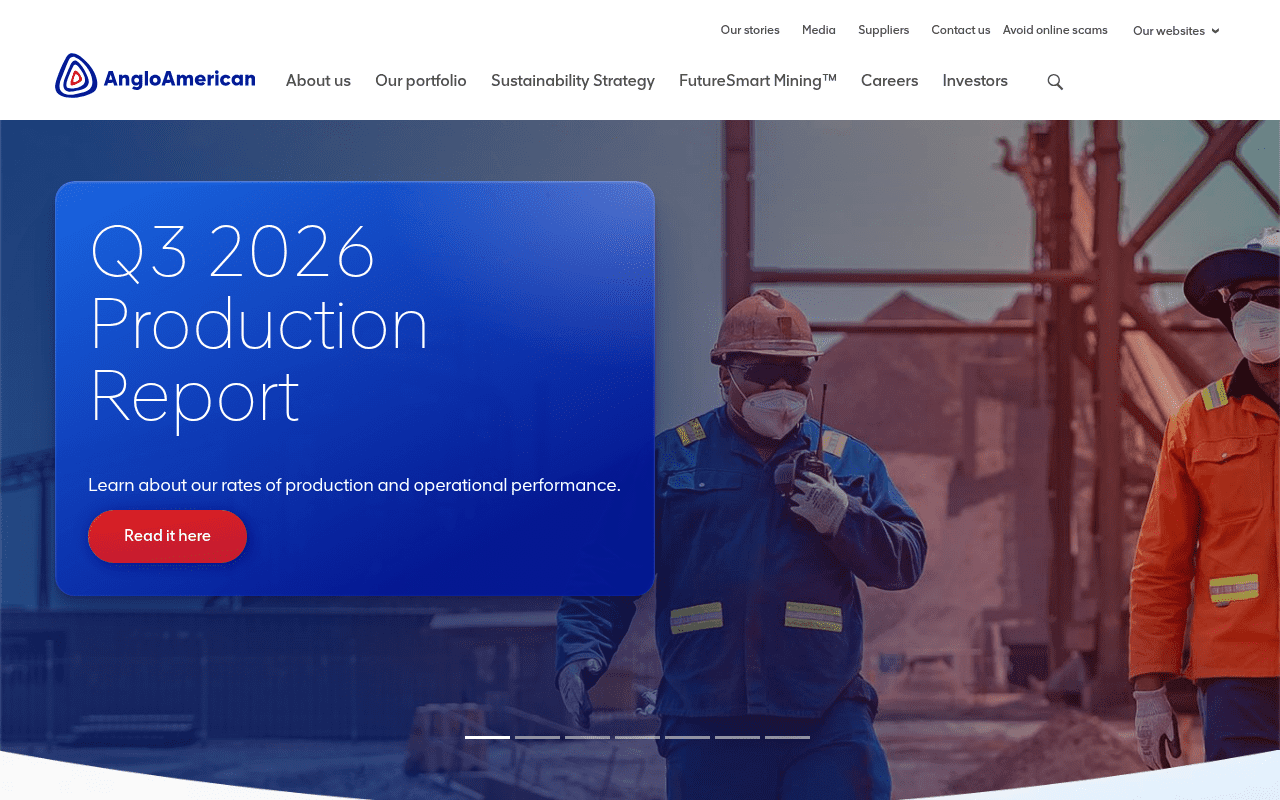 Our stories Media Suppliers Contact us Avoid online scams Our websites
AngloAmerican About us Our portfolio Sustainability Strategy FutureSmart Mining™ Careers Investors
Q3 2026
Production
Report
Learn about our rates of production and operational performance.
Read it here